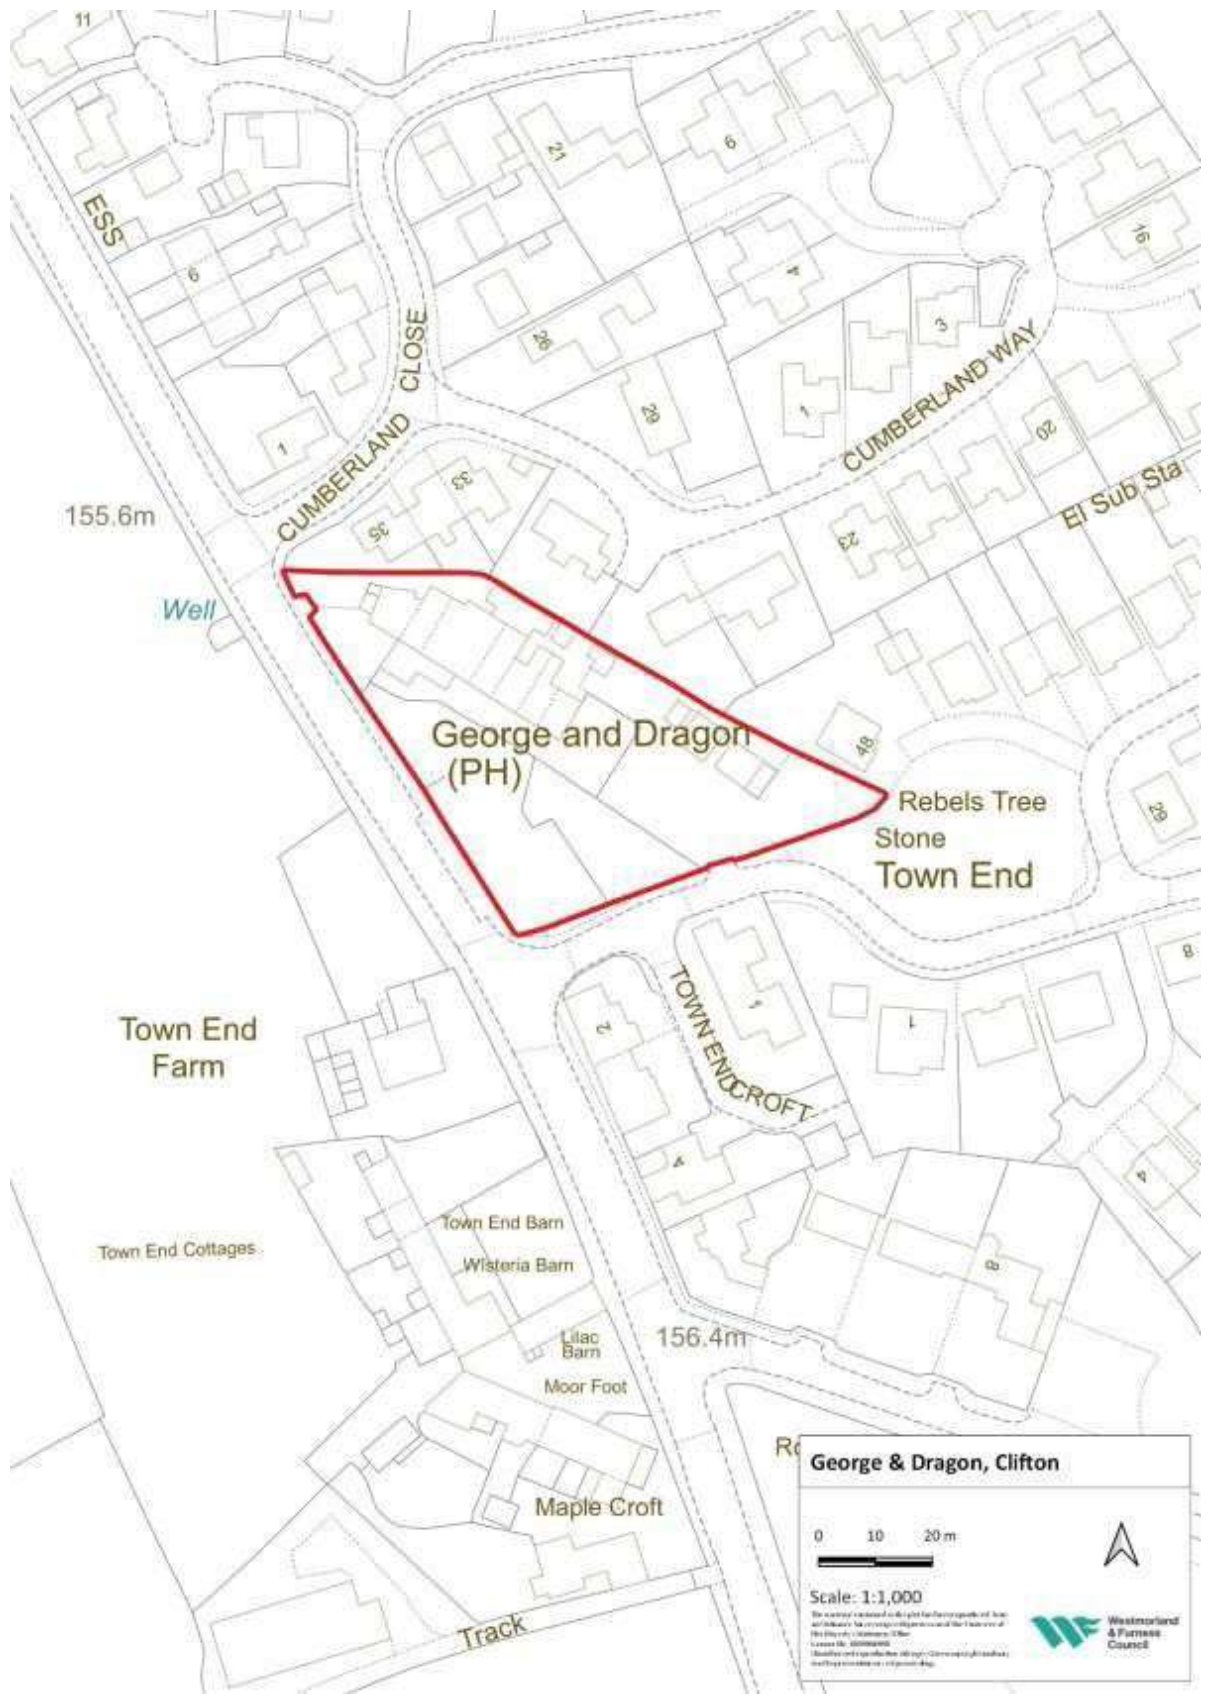 11
ESS
21
6
4
16
6
3
CLOSE
26
1
29
CUMBERLAND WAY
20
1
CUMBERLAND
33
El Sub Sta
155.6m
35
23
Well
George and Dragon
(PH)
48
Rebels Tree
Stone
29
Town End
8
TOWN END
CROFT
1
2
1
Town End
Farm
4
4
Town End Barn
Town End Cottages
Wisteria Barn
8
Lilac
Barn
156.4m
Moor Foot
George & Dragon, Clifton
Maple Croft
0 10 20 m
Scale: 1:1,000
Track
Westmorland
& Furness
Council